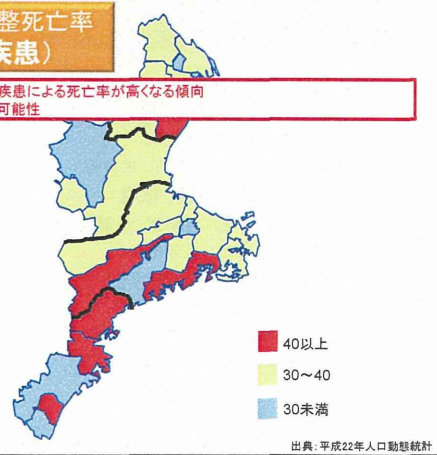 整死亡率
疾患）
疾患による死亡率が高くなる傾向
可能性
40以上
30～40
30未満
出典：平成22年人口動態統計